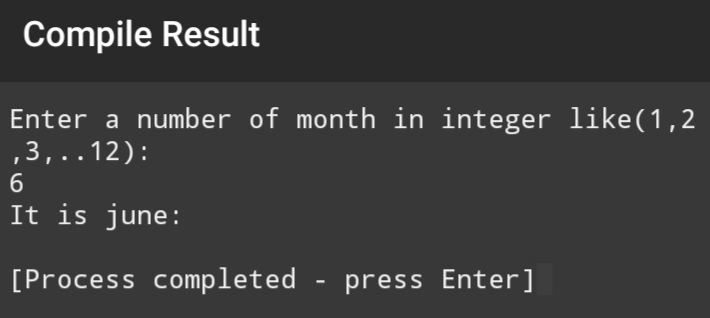 Compile Result
Enter a number of month in integer like(1,2
,3,..12):
6
It is june:
[Process completed - press Enter]